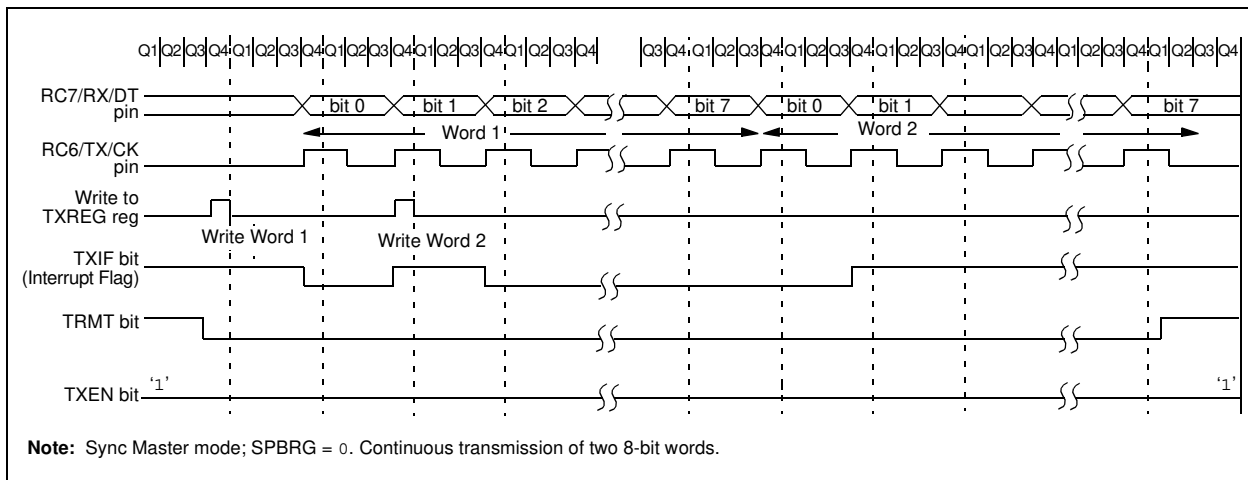 Q1 Q2 Q3 Q4 Q1 Q2 Q3 Q4 Q1 Q2 Q3 Q4 Q1 Q2 Q3 Q4 Q1 Q2 Q3 Q4 Q3 Q4 Q1 Q2 Q3 Q4 Q1 Q2 Q3 Q4 Q1 Q2 Q3 Q4 Q1 Q2 Q3 Q4 Q1 Q2 Q3 Q4 Q1 Q2 Q3 Q4
RC7/RX/DT
pin
bit 0 bit 1 bit 2 bit 7 bit 0 bit 1 bit 7
Word 1 Word 2
RC6/TX/CK
pin
Write to
TXREG reg
Write Word 1 Write Word 2
TXIF bit
(Interrupt Flag)
TRMT bit
TXEN bit '1' '1'
Note: Sync Master mode; SPBRG = 0. Continuous transmission of two 8-bit words.